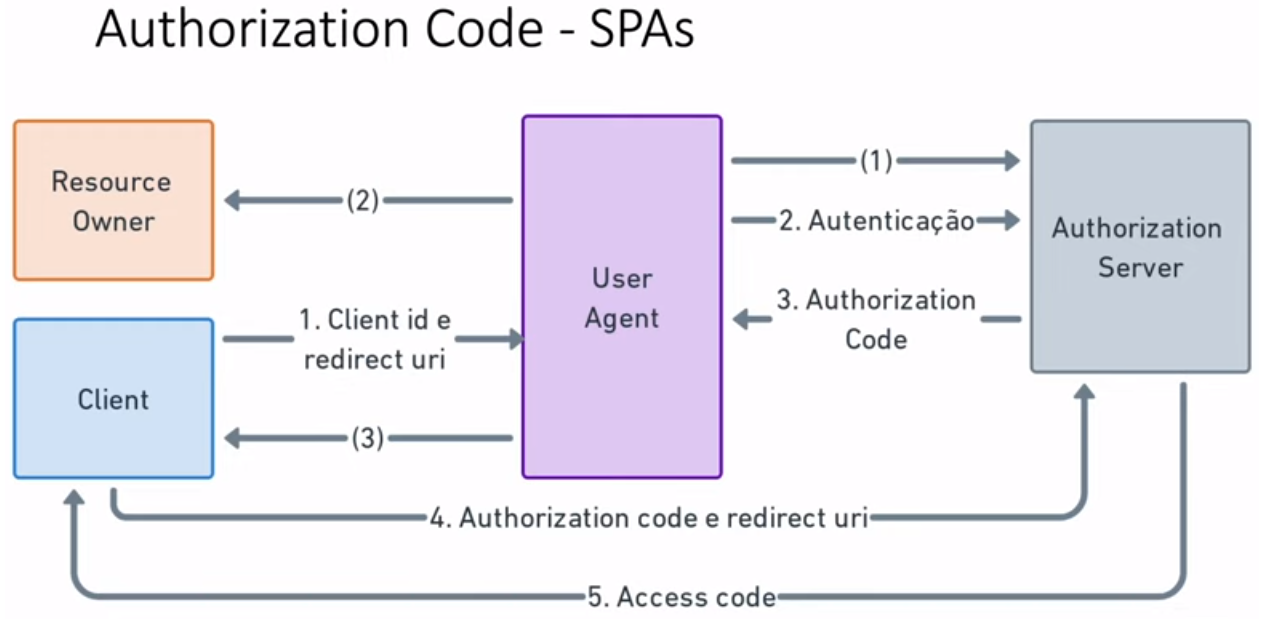 Authorization Code - SPAs
Resource
Owner
(2)
User
Agent
(1)
2. Autenticação
3. Authorization
Code
Authorization
Server
Client
1. Client id e
redirect uri
(3)
4. Authorization code e redirect uri
5. Access code